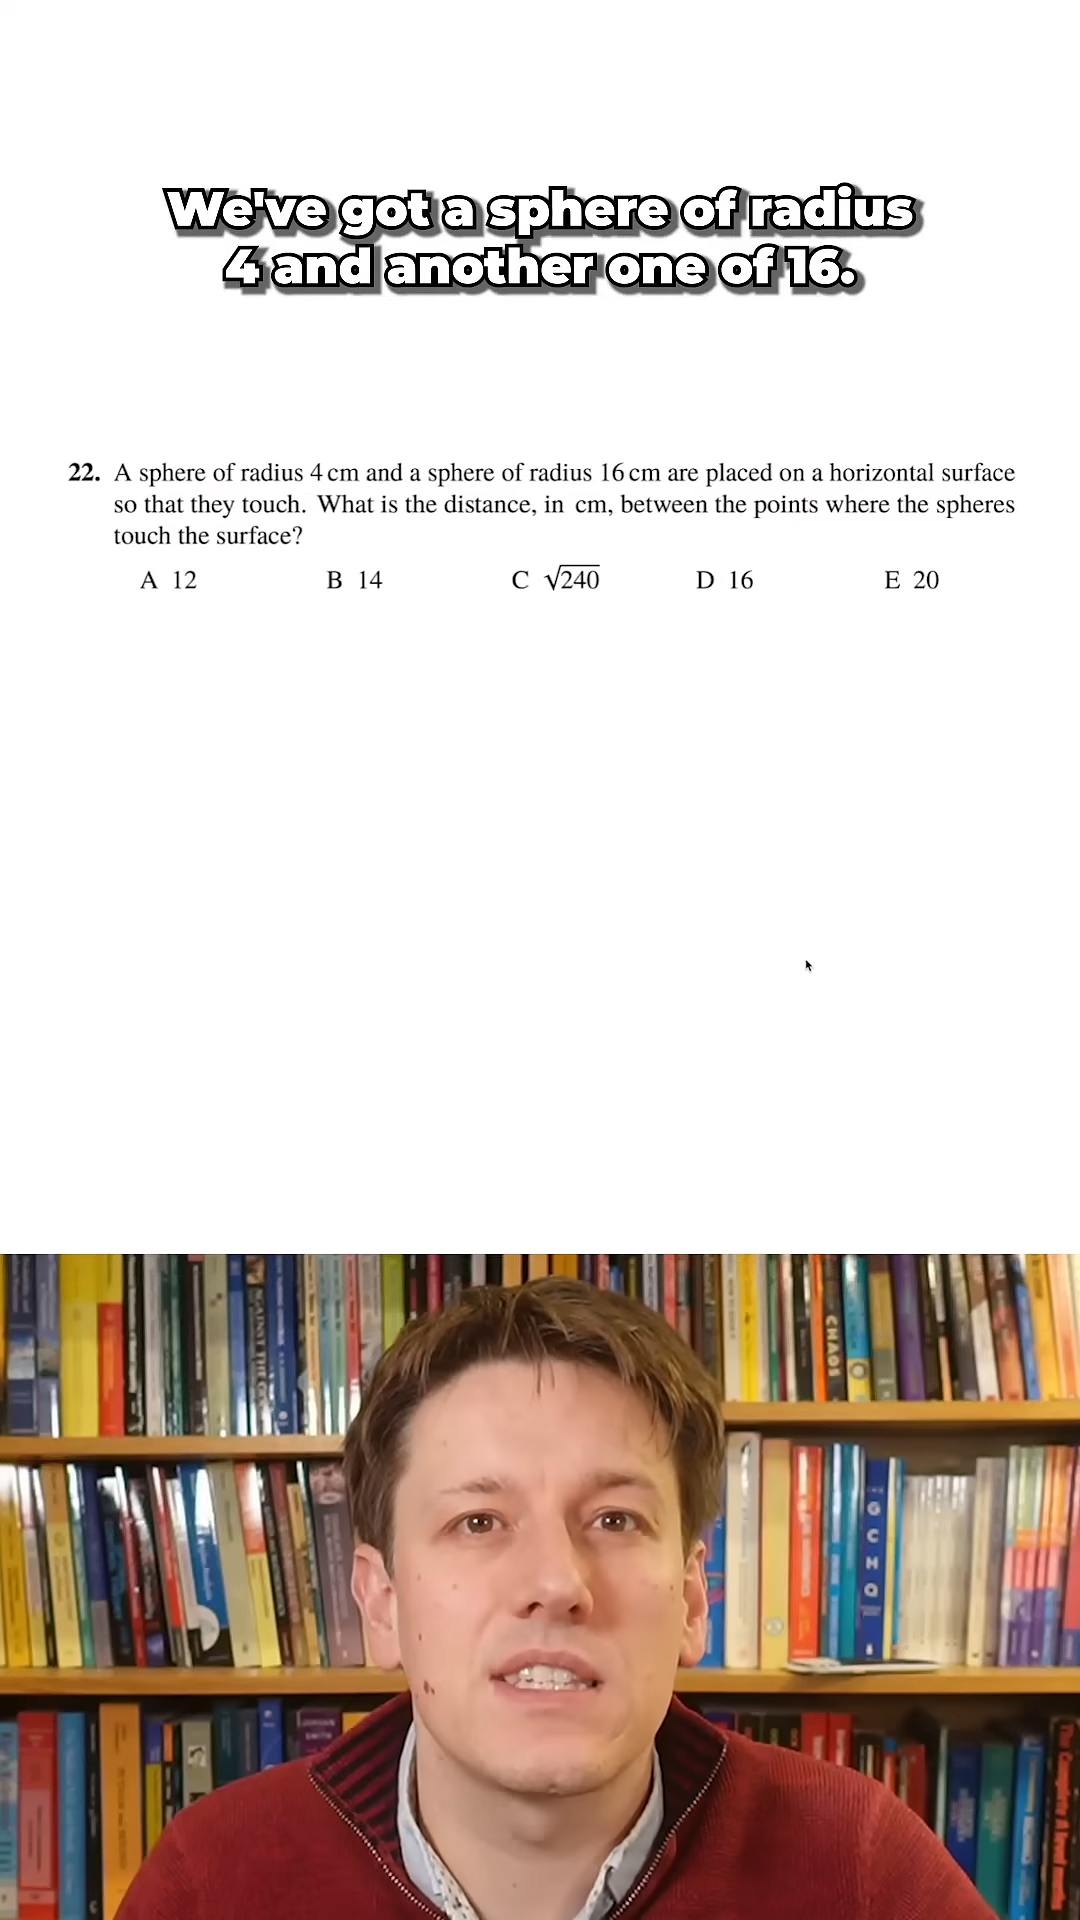 We've got a sphere of radius
4 and another one of 16.
22. A sphere of radius 4 cm and a sphere of radius 16 cm are placed on a horizontal surface
so that they touch. What is the distance, in cm, between the points where the spheres
touch the surface?
A 12 B 14 C √240 D 16 E 20
CHAOS
GCHQ